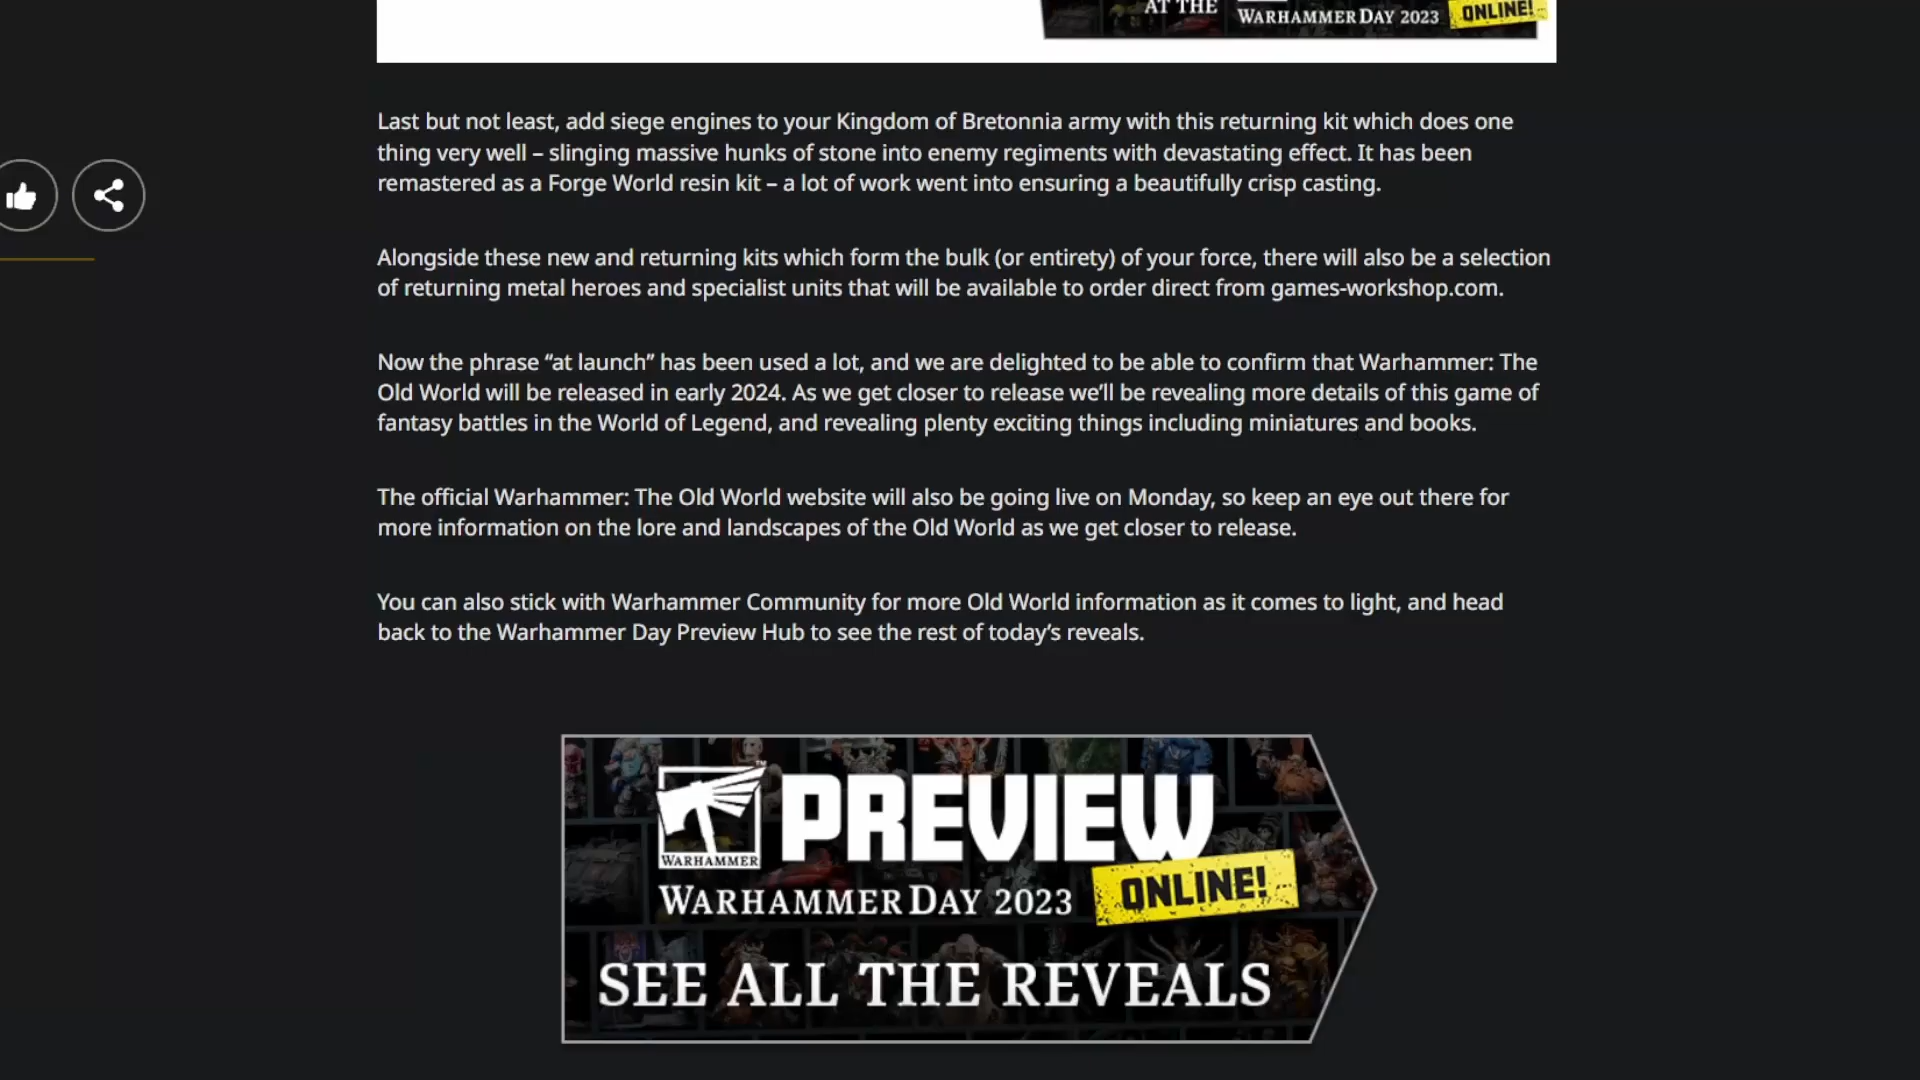 AT THE
WARHAMMER DAY 2023
ONLINE!
Last but not least, add siege engines to your Kingdom of Bretonnia army with this returning kit which does one
thing very well – slinging massive hunks of stone into enemy regiments with devastating effect. It has been
remastered as a Forge World resin kit – a lot of work went into ensuring a beautifully crisp casting.
Alongside these new and returning kits which form the bulk (or entirety) of your force, there will also be a selection
of returning metal heroes and specialist units that will be available to order direct from games-workshop.com.
Now the phrase “at launch” has been used a lot, and we are delighted to be able to confirm that Warhammer: The
Old World will be released in early 2024. As we get closer to release we’ll be revealing more details of this game of
fantasy battles in the World of Legend, and revealing plenty exciting things including miniatures and books.
The official Warhammer: The Old World website will also be going live on Monday, so keep an eye out there for
more information on the lore and landscapes of the Old World as we get closer to release.
You can also stick with Warhammer Community for more Old World information as it comes to light, and head
back to the Warhammer Day Preview Hub to see the rest of today’s reveals.
WARHAMMER
™
PREVIEW
WARHAMMER DAY 2023
ONLINE!
SEE ALL THE REVEALS